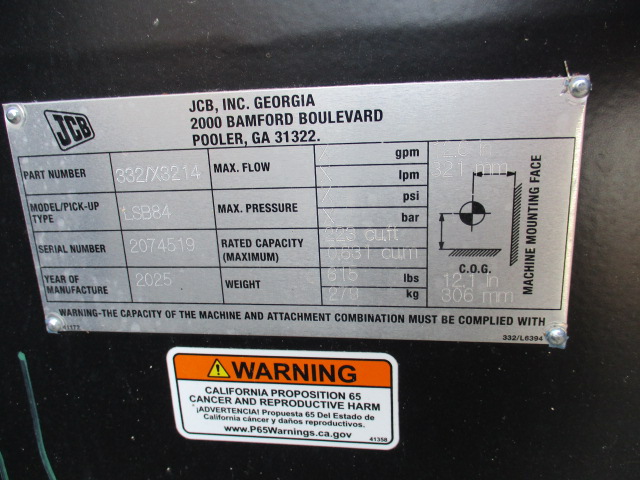 JCB
JCB, INC. GEORGIA
2000 BAMFORD BOULEVARD
POOLER, GA 31322.
PART NUMBER 332/X3214 MAX. FLOW X gpm
X lpm
321 mm
MODEL/PICK-UP TYPE LSB84 MAX. PRESSURE X psi
X bar
SERIAL NUMBER 2074519 RATED CAPACITY (MAXIMUM) cu.ft
cu.m
YEAR OF MANUFACTURE 2025 WEIGHT 615 lbs
279 kg
C.O.G.
12.1 in
306 mm
MACHINE MOUNTING FACE
WARNING-THE CAPACITY OF THE MACHINE AND ATTACHMENT COMBINATION MUST BE COMPLIED WITH
41177
332/L6394
WARNING
CALIFORNIA PROPOSITION 65
CANCER AND REPRODUCTIVE HARM
¡ADVERTENCIA! Propuesta 65 Del Estado de
California cáncer y daños reproductivos.
www.P65Warnings.ca.gov
41358